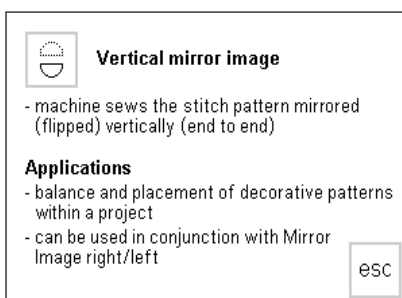 Vertical mirror image
- machine sews the stitch pattern mirrored
(flipped) vertically (end to end)
Applications
- balance and placement of decorative patterns
within a project
- can be used in conjunction with Mirror
Image right/left
esc